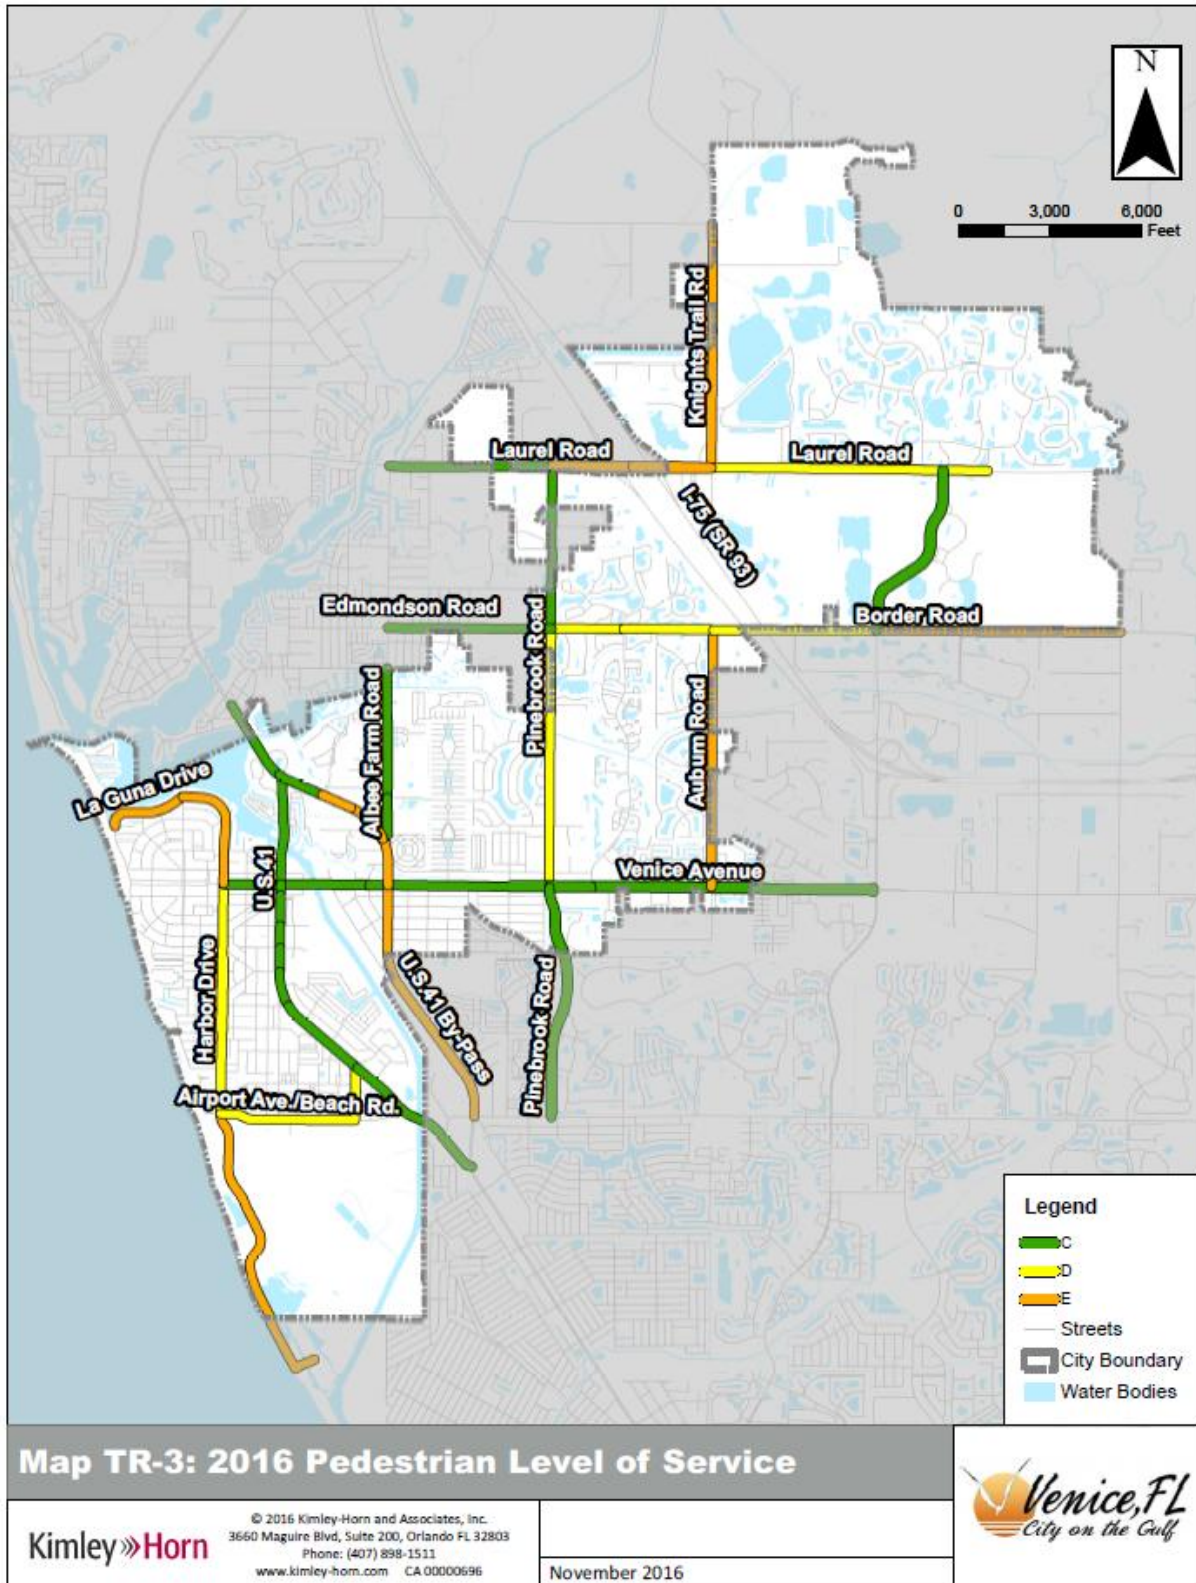 N
0 3,000 6,000
Feet
Knights Trail Rd
Laurel Road
Laurel Road
I-75 (SR 93)
Edmondson Road
Border Road
Pinebrook Road
Albee Farm Road
Auburn Road
La Guna Drive
U.S.41
Venice Avenue
Harbor Drive
U.S.41 By-Pass
Pinebrook Road
Airport Ave./Beach Rd.
Legend
C
D
E
Streets
City Boundary
Water Bodies
Map TR-3: 2016 Pedestrian Level of Service
Kimley»Horn
© 2016 Kimley-Horn and Associates, Inc.
3660 Maguire Blvd, Suite 200, Orlando FL 32803
Phone: (407) 898-1511
www.kimley-horn.com CA 00000696
November 2016
Venice, FL
City on the Gulf